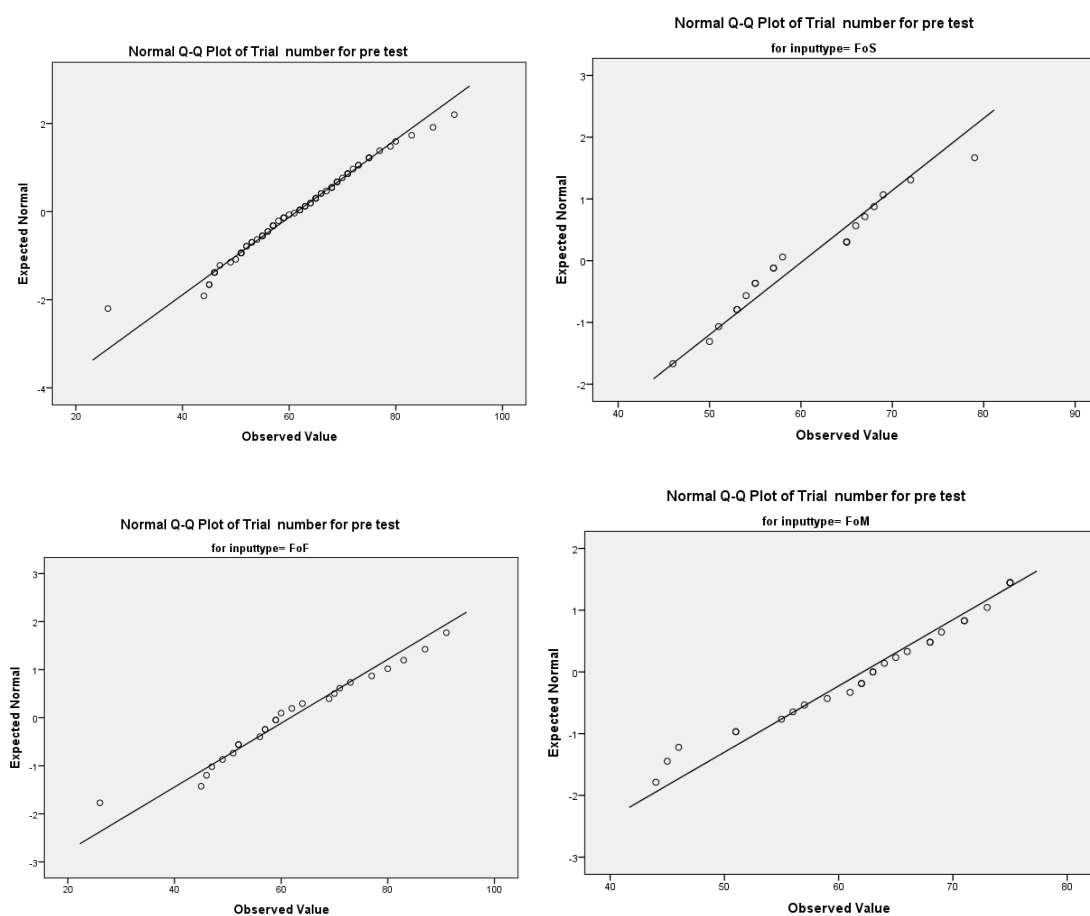 Normal Q-Q Plot of Trial number for pre test
Expected Normal
2
0
-2
-4
20
40
60
80
100
Observed Value
Normal Q-Q Plot of Trial number for pre test
for inputtype= FoS
Expected Normal
3
2
1
0
-1
-2
40
50
60
70
80
90
Observed Value
Normal Q-Q Plot of Trial number for pre test
for inputtype= FoF
Expected Normal
3
2
1
0
-1
-2
-3
20
40
60
80
100
Observed Value
Normal Q-Q Plot of Trial number for pre test
for inputtype= FoM
Expected Normal
2
1
0
-1
-2
-3
40
50
60
70
80
Observed Value